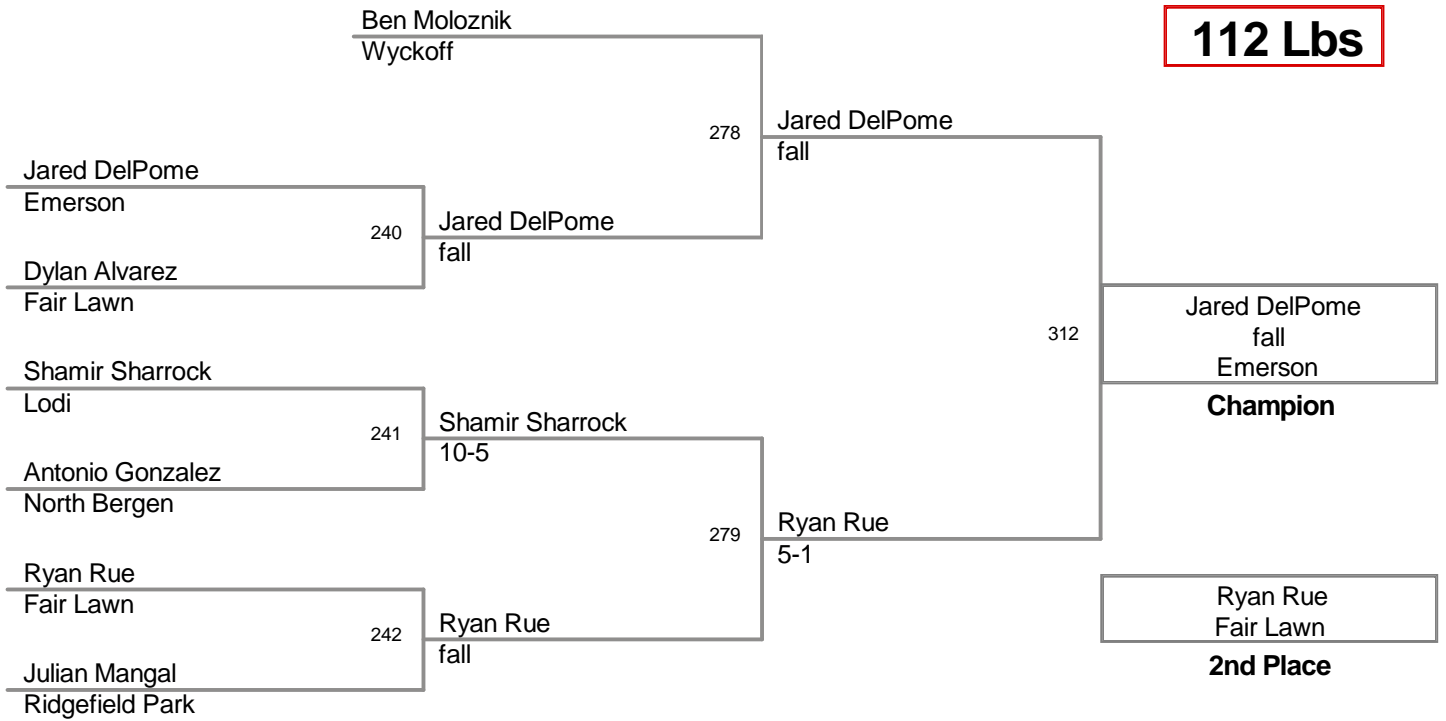 Ben Moloznik
Wyckoff
112 Lbs
278
Jared DelPome
fall
Jared DelPome
Emerson
240
Jared DelPome
fall
Dylan Alvarez
Fair Lawn
312
Jared DelPome
fall
Emerson
Champion
Shamir Sharrock
Lodi
241
Shamir Sharrock
10-5
Antonio Gonzalez
North Bergen
279
Ryan Rue
5-1
Ryan Rue
Fair Lawn
242
Ryan Rue
fall
Julian Mangal
Ridgefield Park
Ryan Rue
Fair Lawn
2nd Place